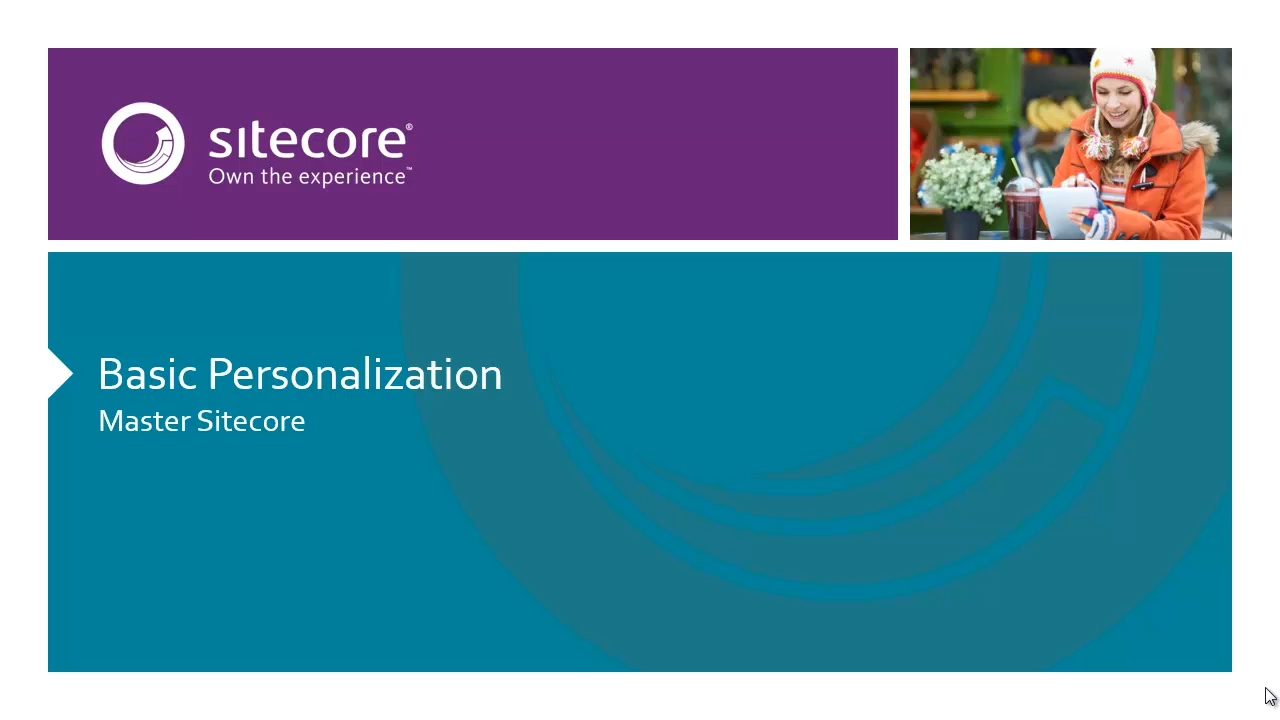 sitecore®
Own the experience™
Basic Personalization
Master Sitecore